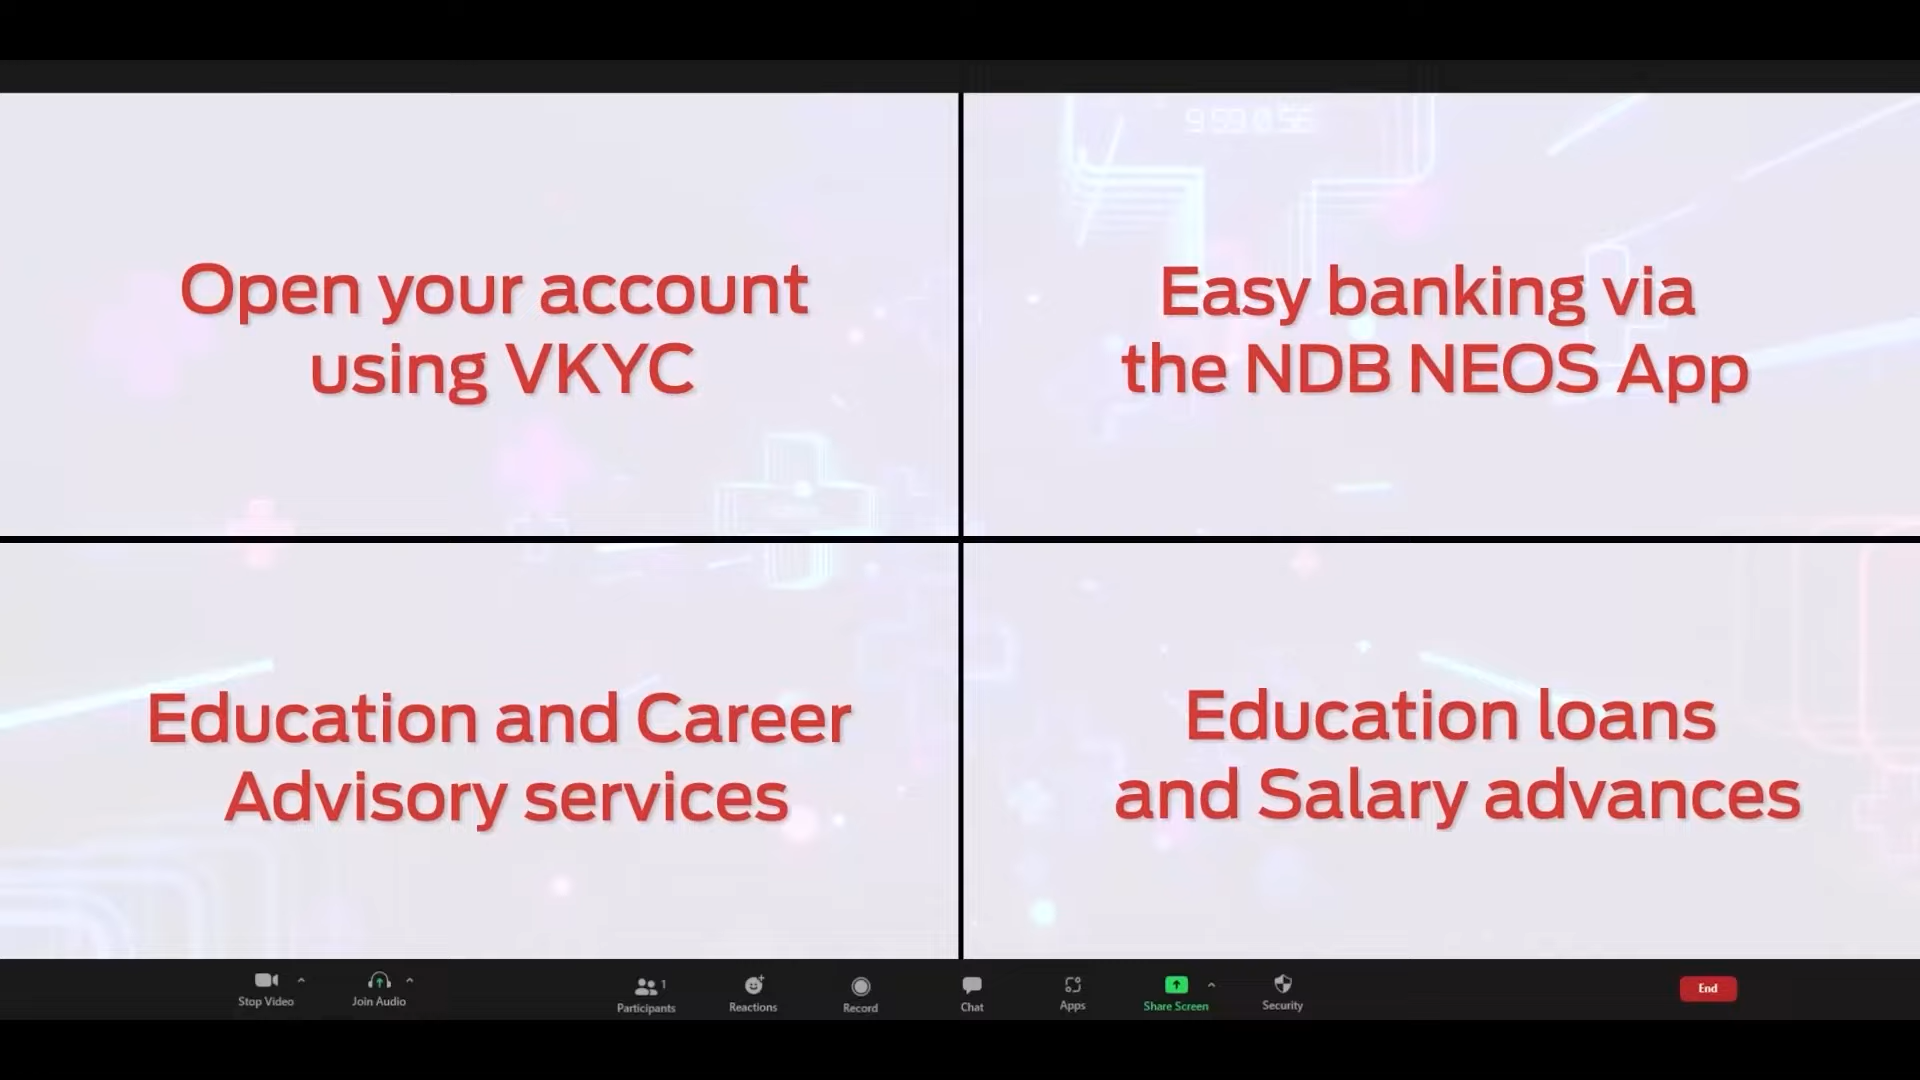 Open your account
using VKYC
Easy banking via
the NDB NEOS App
Education and Career
Advisory services
Education loans
and Salary advances
Stop Video
Join Audio
1
Participants
Reactions
Record
Chat
Apps
Share Screen
Security
End